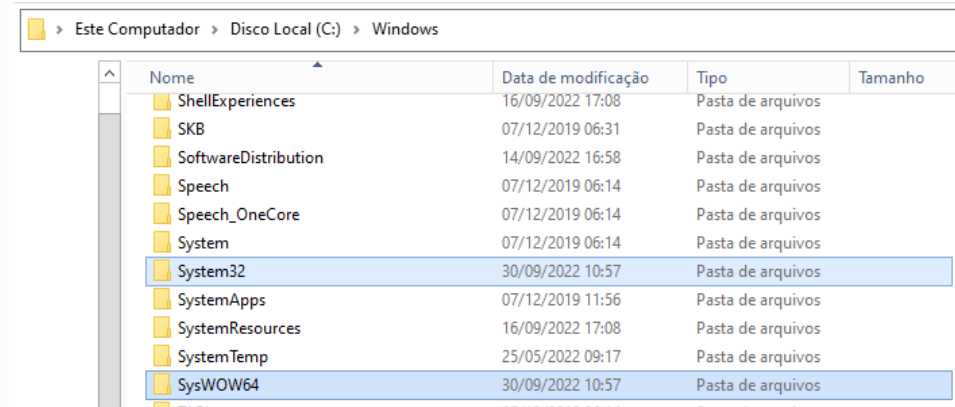 Este Computador > Disco Local (C:) > Windows
Nome Data de modificação Tipo Tamanho
ShellExperiences 16/09/2022 17:08 Pasta de arquivos
SKB 07/12/2019 06:31 Pasta de arquivos
SoftwareDistribution 14/09/2022 16:58 Pasta de arquivos
Speech 07/12/2019 06:14 Pasta de arquivos
Speech_OneCore 07/12/2019 06:14 Pasta de arquivos
System 07/12/2019 06:14 Pasta de arquivos
System32 30/09/2022 10:57 Pasta de arquivos
SystemApps 07/12/2019 11:56 Pasta de arquivos
SystemResources 16/09/2022 17:08 Pasta de arquivos
SystemTemp 25/05/2022 09:17 Pasta de arquivos
SysWOW64 30/09/2022 10:57 Pasta de arquivos